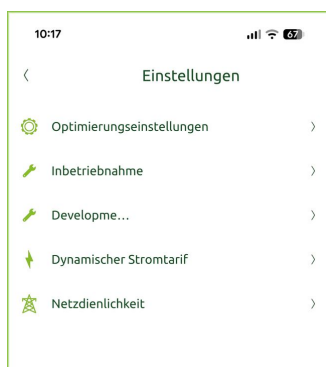 10:17
67
Einstellungen
Optimierungseinstellungen
Inbetriebnahme
Developme…
Dynamischer Stromtarif
Netzdienlichkeit